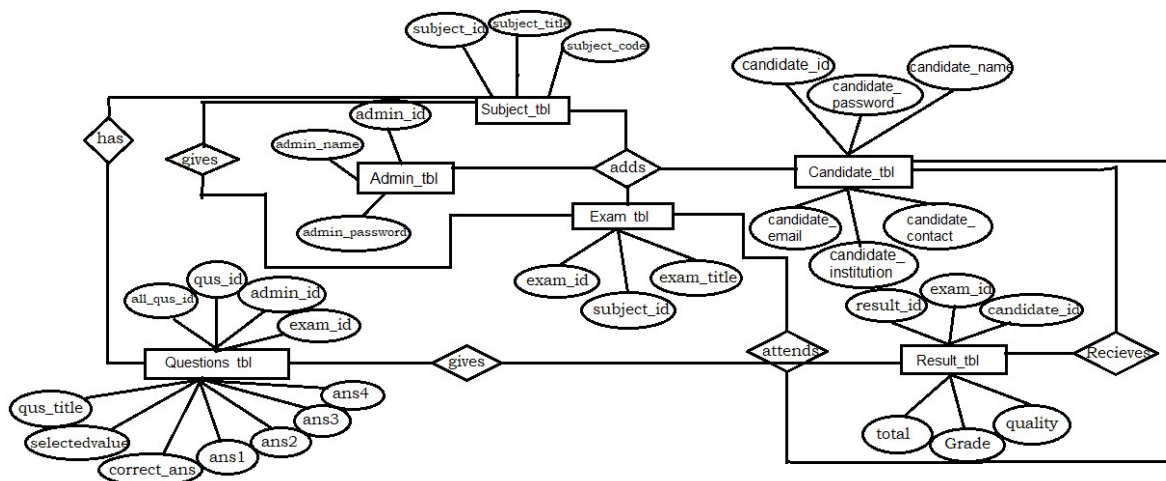 subject_id
subject_title
subject_code
candidate_id
candidate_
password
candidate_name
Subject_tbl
admin_id
has
gives
admin_name
adds
Admin_tbl
Candidate_tbl
Exam_tbl
admin_password
candidate_
email
candidate_
contact
candidate_
institution
exam_id
exam_title
subject_id
qus_id
all_qus_id
admin_id
exam_id
result_id
exam_id
candidate_id
Questions_tbl
gives
attends
Result_tbl
Recieves
qus_title
ans4
selectedvalue
ans3
ans2
ans1
correct_ans
total
Grade
quality